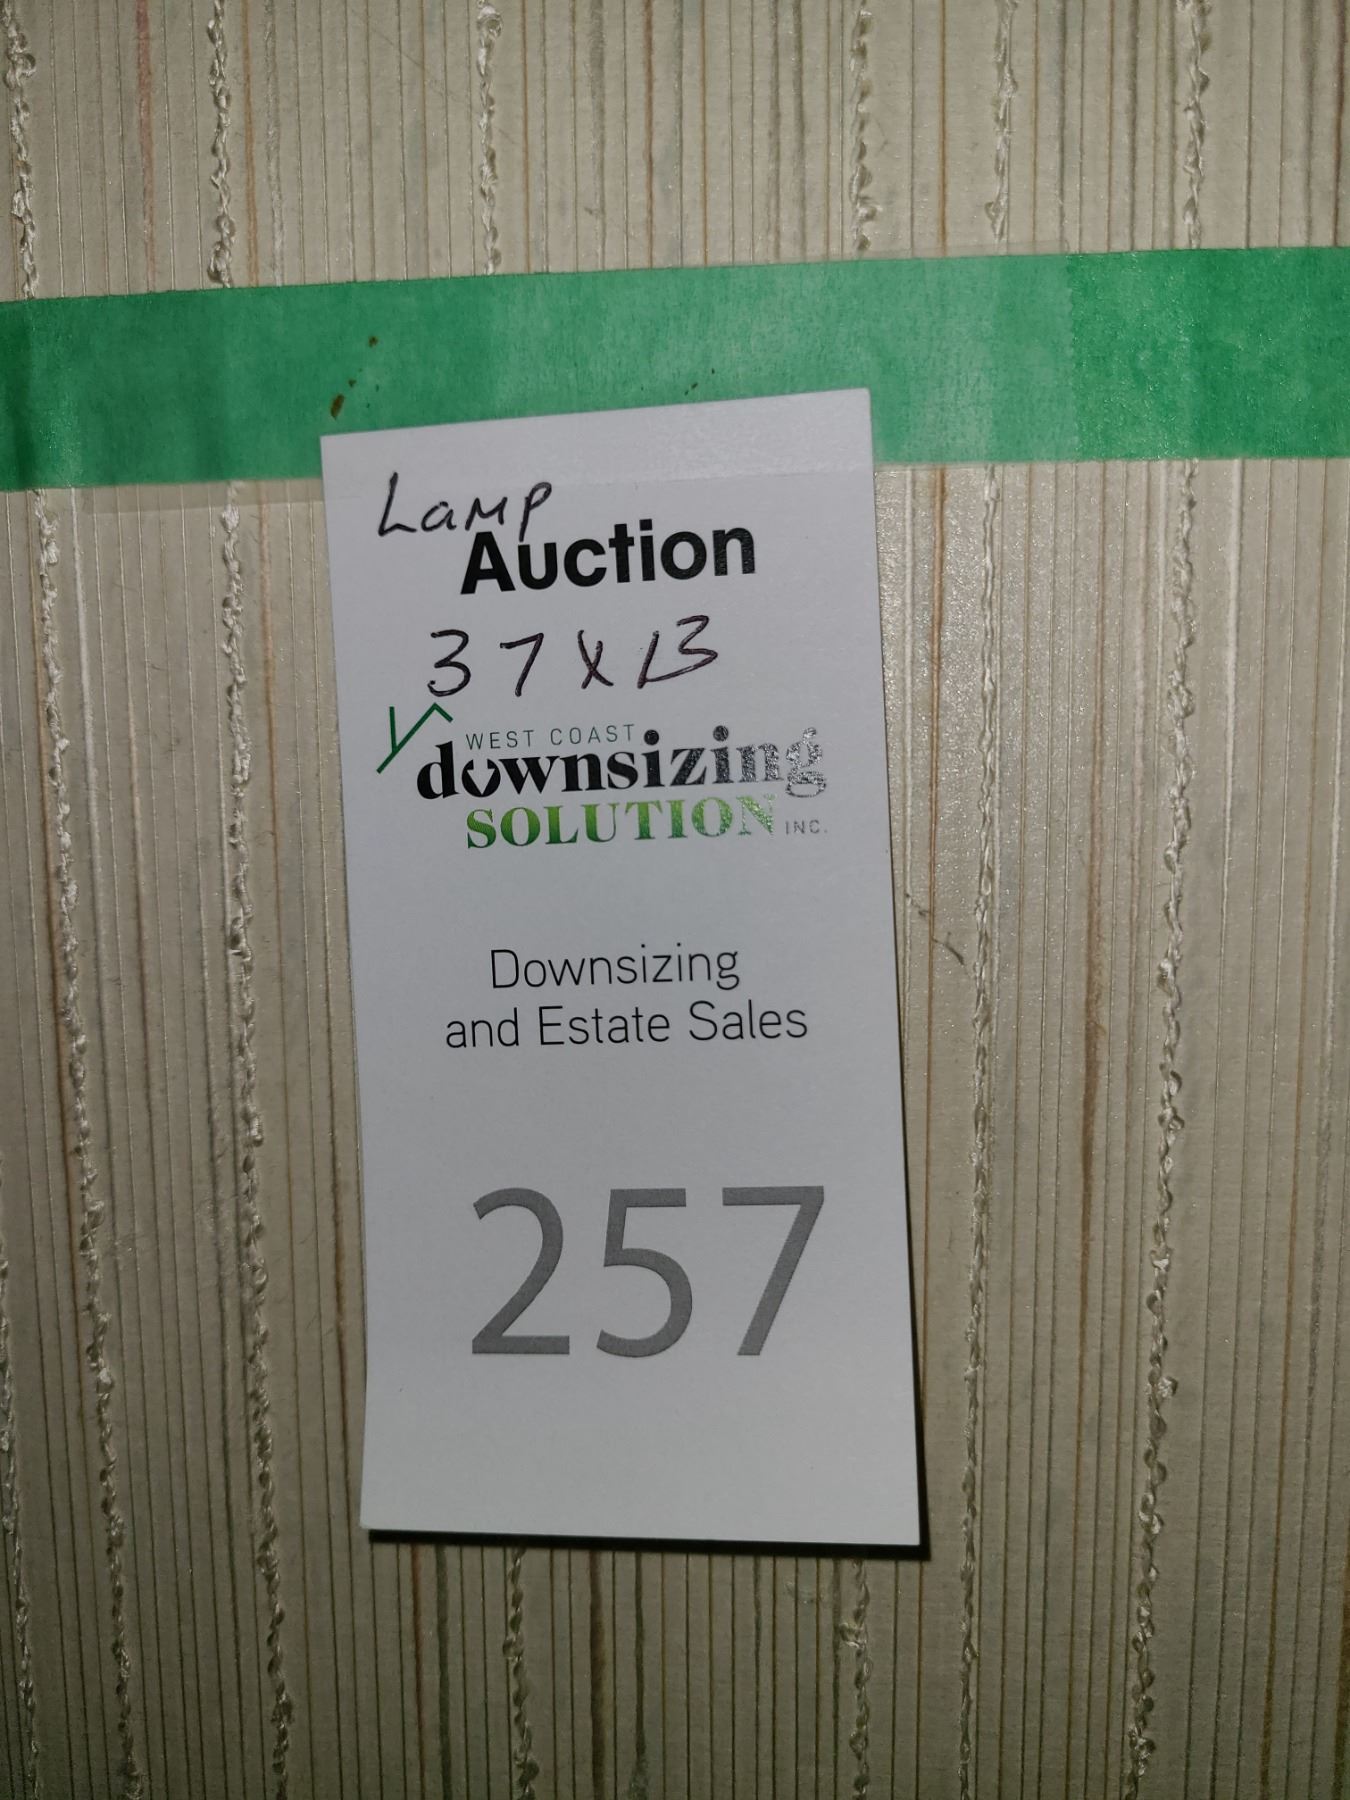 Lamp
Auction
37 x 13
WEST COAST
downsizing
SOLUTION INC.
Downsizing
and Estate Sales
257